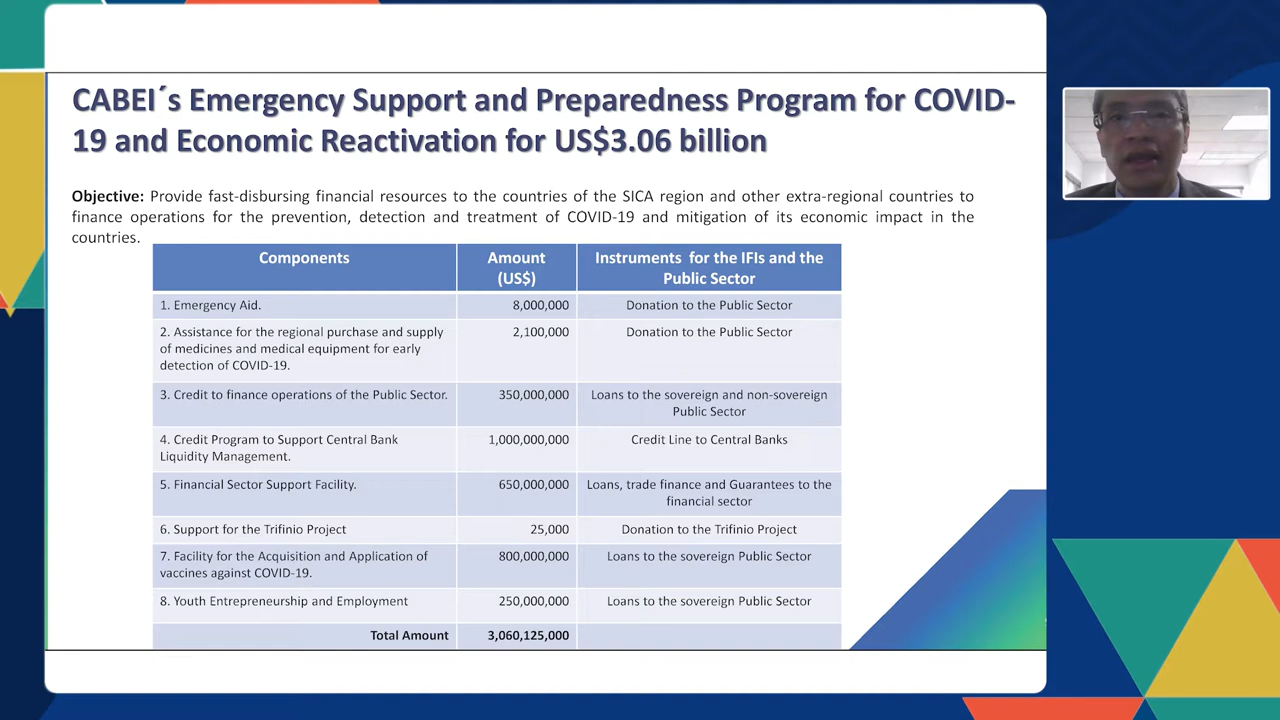 CABEI´s Emergency Support and Preparedness Program for COVID-
19 and Economic Reactivation for US$3.06 billion
Objective: Provide fast-disbursing financial resources to the countries of the SICA region and other extra-regional countries to
finance operations for the prevention, detection and treatment of COVID-19 and mitigation of its economic impact in the
countries.
Components Amount Instruments for the IFIs and the
(US$) Public Sector
1. Emergency Aid. 8,000,000 Donation to the Public Sector
2. Assistance for the regional purchase and supply 2,100,000 Donation to the Public Sector
of medicines and medical equipment for early
detection of COVID-19.
3. Credit to finance operations of the Public Sector. 350,000,000 Loans to the sovereign and non-sovereign
Public Sector
4. Credit Program to Support Central Bank 1,000,000,000 Credit Line to Central Banks
Liquidity Management.
5. Financial Sector Support Facility. 650,000,000 Loans, trade finance and Guarantees to the
financial sector
6. Support for the Trifinio Project 25,000 Donation to the Trifinio Project
7. Facility for the Acquisition and Application of 800,000,000 Loans to the sovereign Public Sector
vaccines against COVID-19.
8. Youth Entrepreneurship and Employment 250,000,000 Loans to the sovereign Public Sector
Total Amount 3,060,125,000